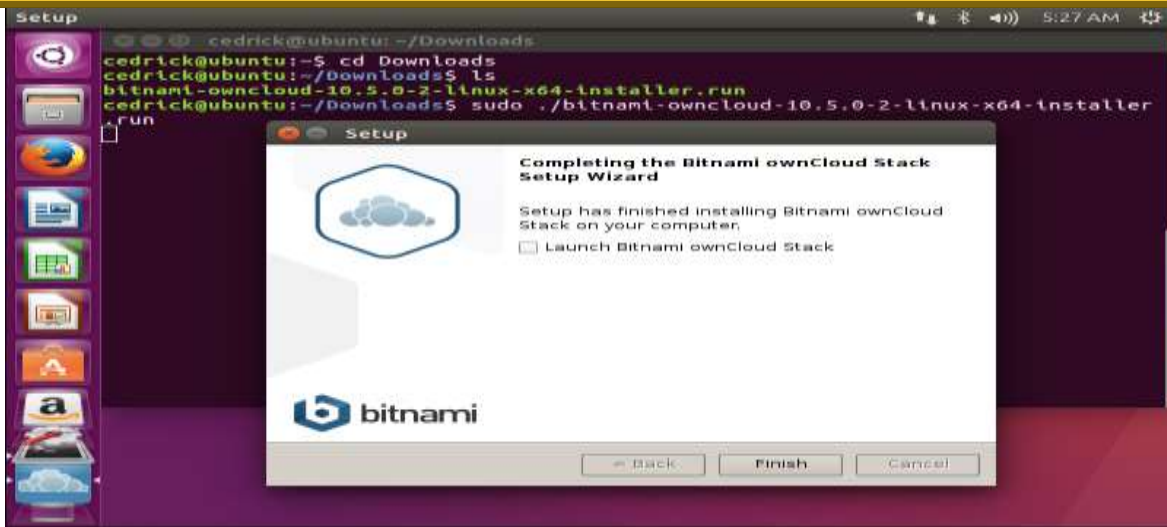 Setup
5:27 AM
cedrick@ubuntu: ~/Downloads
cedrick@ubuntu:~$ cd Downloads
cedrick@ubuntu:~/Downloads$ ls
bitnami-owncloud-10.5.0-2-linux-x64-installer.run
cedrick@ubuntu:~/Downloads$ sudo ./bitnami-owncloud-10.5.0-2-linux-x64-installer
.run
Setup
Completing the Bitnami ownCloud Stack
Setup Wizard
Setup has finished installing Bitnami ownCloud
Stack on your computer.
Launch Bitnami ownCloud Stack
bitnami
< Back
Finish
Cancel
a